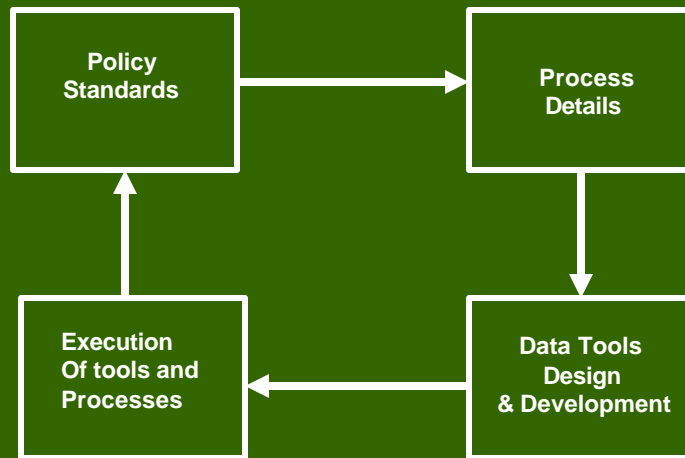 Policy
Standards
Process
Details
Execution
Of tools and
Processes
Data Tools
Design
& Development